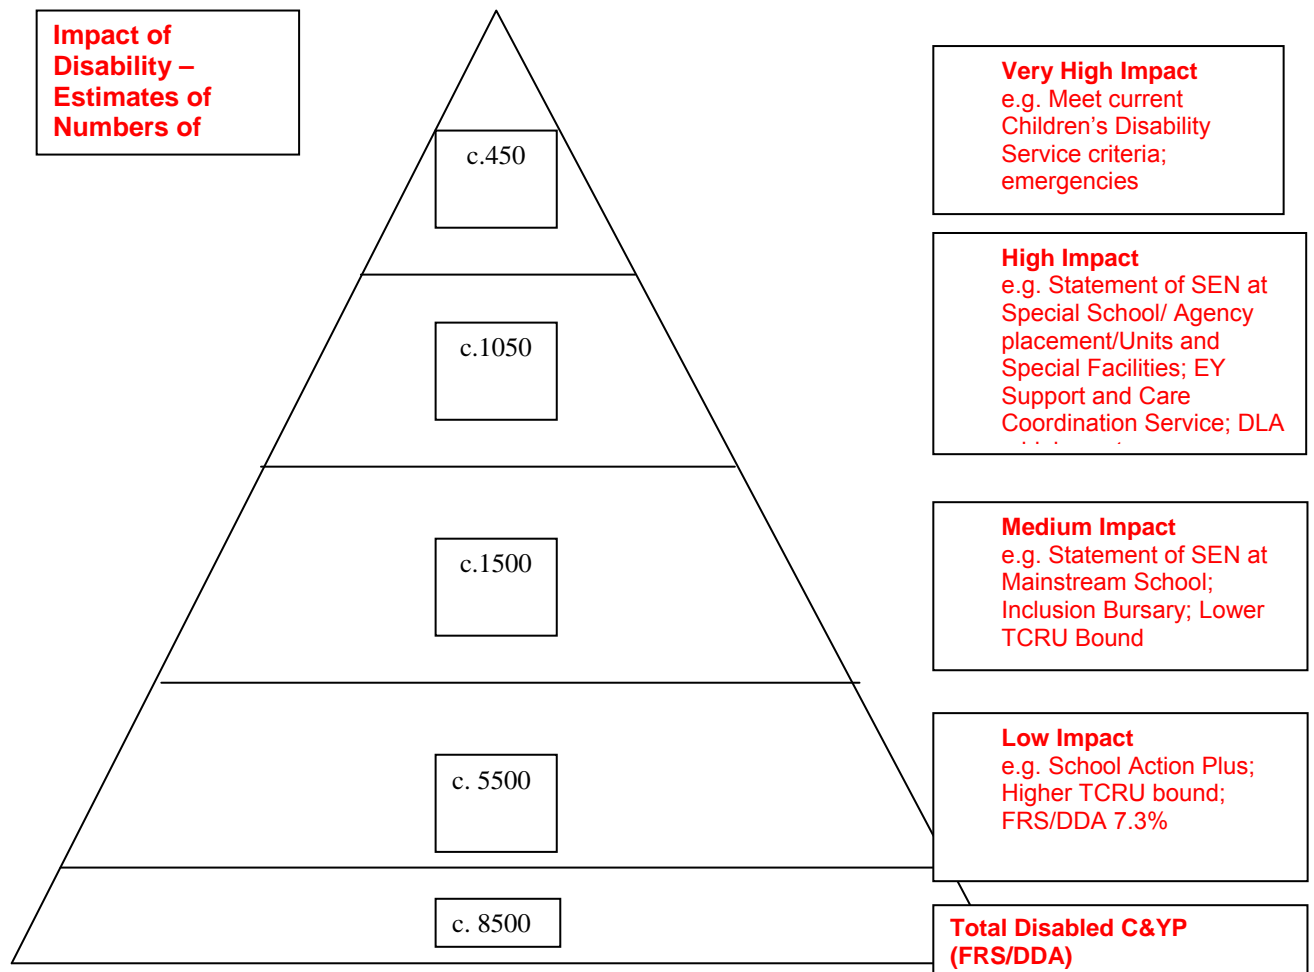 Impact of
Disability –
Estimates of
Numbers of
c.450
Very High Impact
e.g. Meet current
Children's Disability
Service criteria;
emergencies
c.1050
High Impact
e.g. Statement of SEN at
Special School/ Agency
placement/Units and
Special Facilities; EY
Support and Care
Coordination Service; DLA
c.1500
Medium Impact
e.g. Statement of SEN at
Mainstream School;
Inclusion Bursary; Lower
TCRU Bound
c. 5500
Low Impact
e.g. School Action Plus;
Higher TCRU bound;
FRS/DDA 7.3%
c. 8500
Total Disabled C&YP
(FRS/DDA)